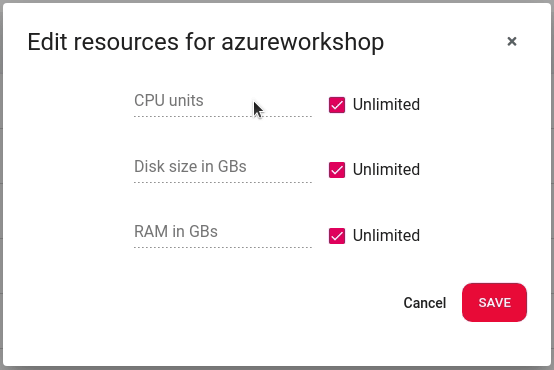 Edit resources for azureworkshop ×
CPU units Unlimited
Disk size in GBs Unlimited
RAM in GBs Unlimited
Cancel SAVE